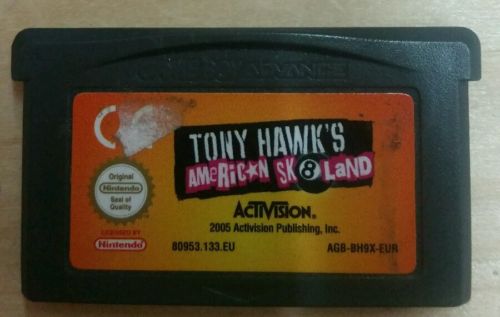 GAME BOY ADVANCE
TONY HAWK'S
AMERICAN SK8LAND
Original
Nintendo
Seal of
Quality
ACTIVISION.
2005 Activision Publishing, Inc.
LICENSED BY
Nintendo
80953.133.EU
AGB-BH9X-EUR